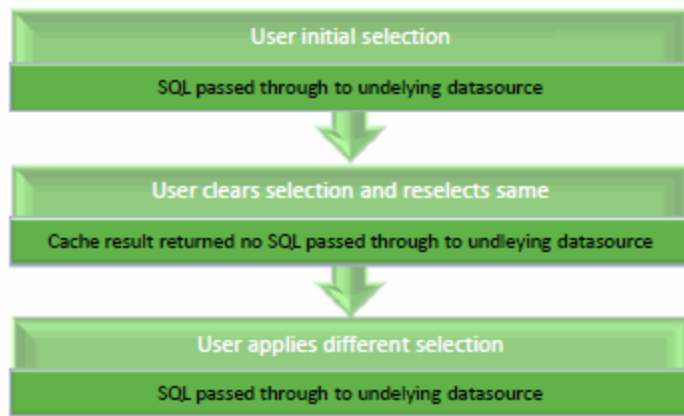 User initial selection
SQL passed through to undelying datasource
User clears selection and reselects same
Cache result returned no SQL passed through to undleying datasource
User applies different selection
SQL passed through to undelying datasource